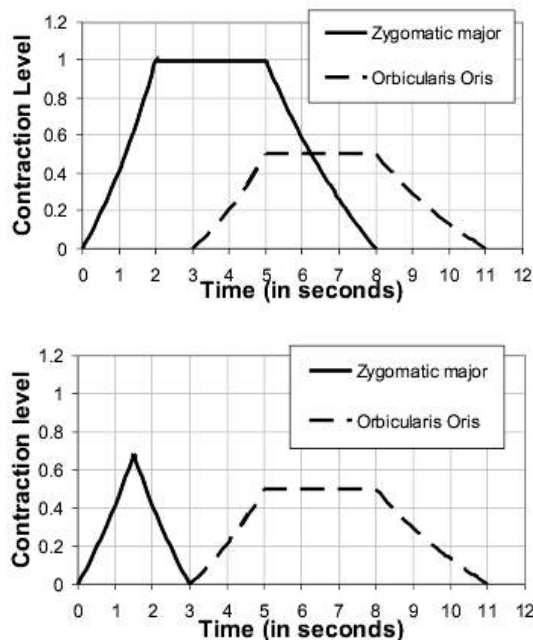 Contraction Level
1.2
1
0.8
0.6
0.4
0.2
0
Zygomatic major
Orbicularis Oris
0 1 2 3 4 5 6 7 8 9 10 11 12
Time (in seconds)
Contraction level
1.2
1
0.8
0.6
0.4
0.2
0
Zygomatic major
Orbicularis Oris
0 1 2 3 4 5 6 7 8 9 10 11 12
Time (in seconds)